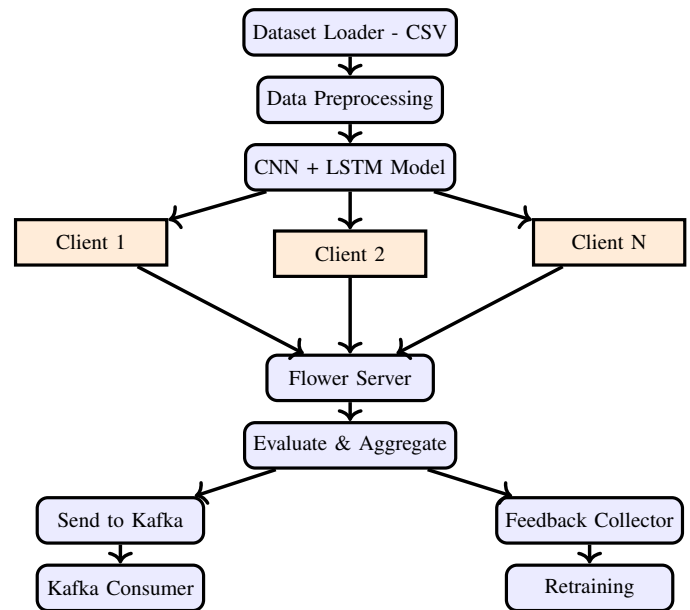 Dataset Loader - CSV
Data Preprocessing
CNN + LSTM Model
Client 1
Client 2
Client N
Flower Server
Evaluate & Aggregate
Send to Kafka
Feedback Collector
Kafka Consumer
Retraining